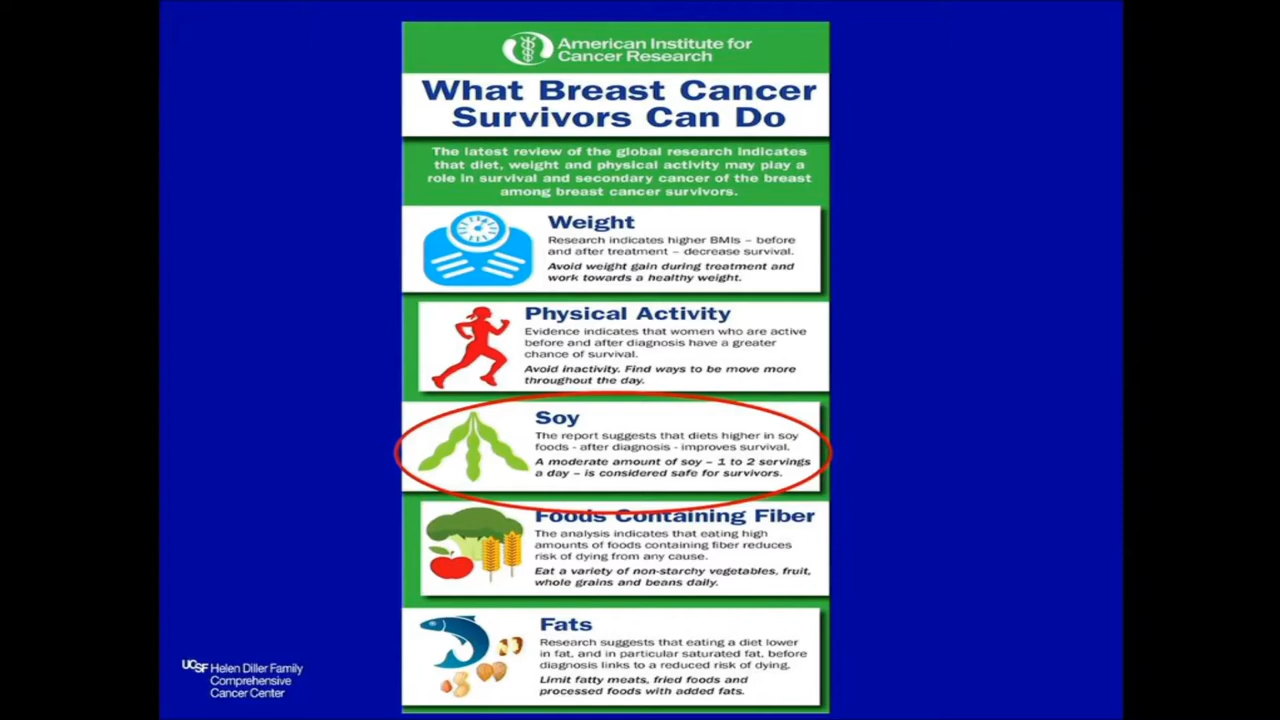 American Institute for
Cancer Research
What Breast Cancer
Survivors Can Do
The latest review of the global research indicates
that diet, weight and physical activity may play a
role in survival and secondary cancer of the breast
among breast cancer survivors.
Weight
Research indicates higher BMIs – before
and after treatment – decrease survival.
Avoid weight gain during treatment and
work towards a healthy weight.
Physical Activity
Evidence indicates that women who are active
before and after diagnosis have a greater
chance of survival.
Avoid inactivity. Find ways to be move more
throughout the day.
Soy
The report suggests that diets higher in soy
foods - after diagnosis - improves survival.
A moderate amount of soy – 1 to 2 servings
a day – is considered safe for survivors.
Foods Containing Fiber
The analysis indicates that eating high
amounts of foods containing fiber reduces
risk of dying from any cause.
Eat a variety of non-starchy vegetables, fruit,
whole grains and beans daily.
Fats
Research suggests that eating a diet lower
in fat, and in particular saturated fat, before
diagnosis links to a reduced risk of dying.
Limit fatty meats, fried foods and
processed foods with added fats.
UCSF Helen Diller Family
Comprehensive
Cancer Center